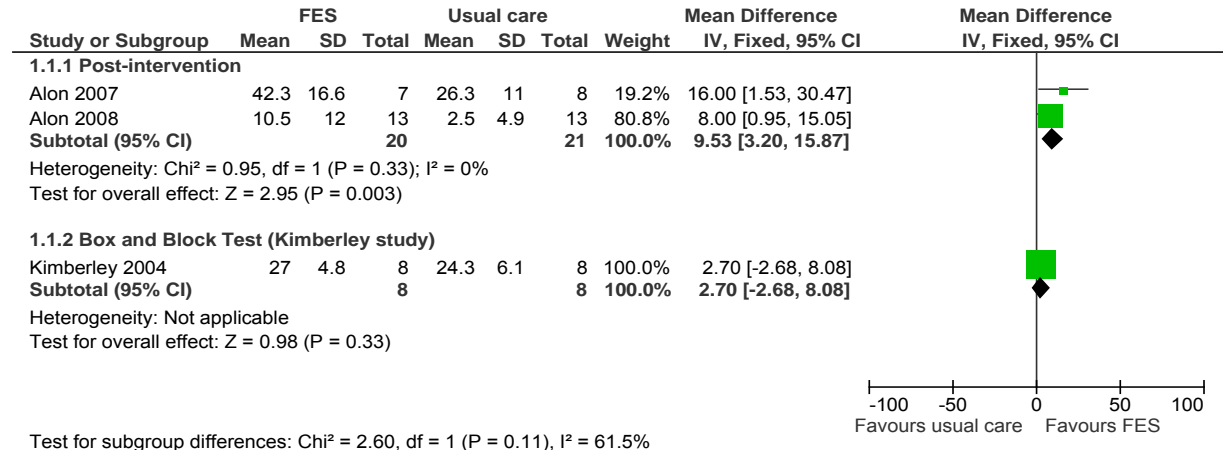 FES Usual care Mean Difference Mean Difference
Study or Subgroup Mean SD Total Mean SD Total Weight IV, Fixed, 95% CI IV, Fixed, 95% CI
1.1.1 Post-intervention
Alon 2007 42.3 16.6 7 26.3 11 8 19.2% 16.00 [1.53, 30.47]
Alon 2008 10.5 12 13 2.5 4.9 13 80.8% 8.00 [0.95, 15.05]
Subtotal (95% CI) 20 21 100.0% 9.53 [3.20, 15.87]
Heterogeneity: Chi² = 0.95, df = 1 (P = 0.33); I² = 0%
Test for overall effect: Z = 2.95 (P = 0.003)
1.1.2 Box and Block Test (Kimberley study)
Kimberley 2004 27 4.8 8 24.3 6.1 8 100.0% 2.70 [-2.68, 8.08]
Subtotal (95% CI) 8 8 100.0% 2.70 [-2.68, 8.08]
Heterogeneity: Not applicable
Test for overall effect: Z = 0.98 (P = 0.33)
-100 -50 0 50 100
Favours usual care Favours FES
Test for subgroup differences: Chi² = 2.60, df = 1 (P = 0.11), I² = 61.5%